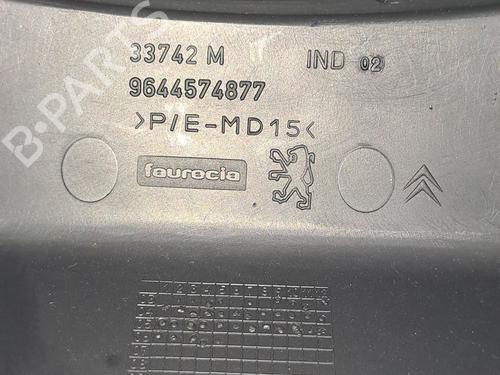 33742 M IND 02
9644574877
>P/E-MD15<
faurecia
B-PARTS